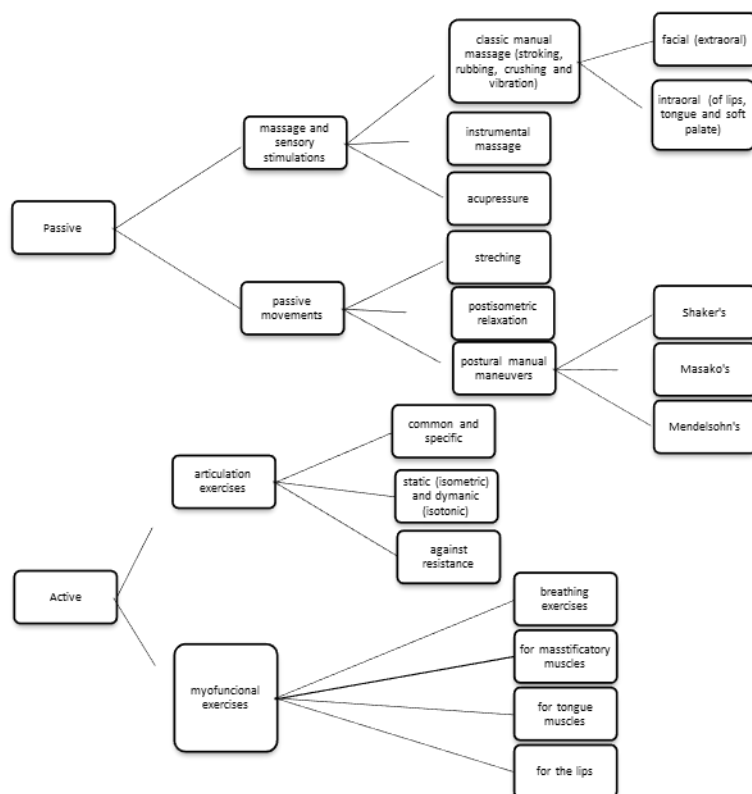 classic manual
massage (stroking,
rubbing, crushing and
vibration)
facial (extraoral)
intraoral (of lips,
tongue and soft
palate)
massage and
sensory
stimulations
instrumental
massage
acupressure
Passive
streching
passive
movements
postisometric
relaxation
postural manual
maneuvers
Shaker's
Masako's
Mendelsohn's
common and
specific
articulation
exercises
static (isometric)
and dymanic
(isotonic)
against
resistance
Active
breathing
exercises
for masstificatory
muscles
myofuncional
exercises
for tongue
muscles
for the lips